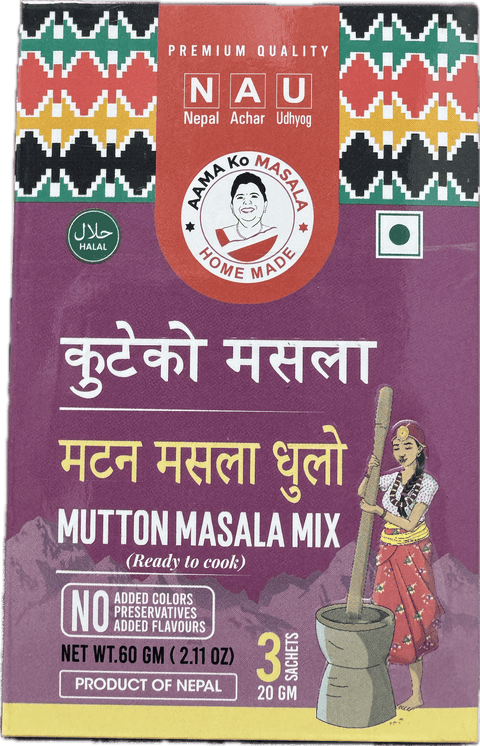 PREMIUM QUALITY
N A U
Nepal Achar Udhyog
AAMA Ko MASALA
HOME MADE
حلال
HALAL
कुटेको मसला
मटन मसला धुलो
MUTTON MASALA MIX
(Ready to cook)
NO ADDED COLORS
PRESERVATIVES
ADDED FLAVOURS
NET WT.60 GM ( 2.11 OZ)
3 SACHETS
20 GM
PRODUCT OF NEPAL